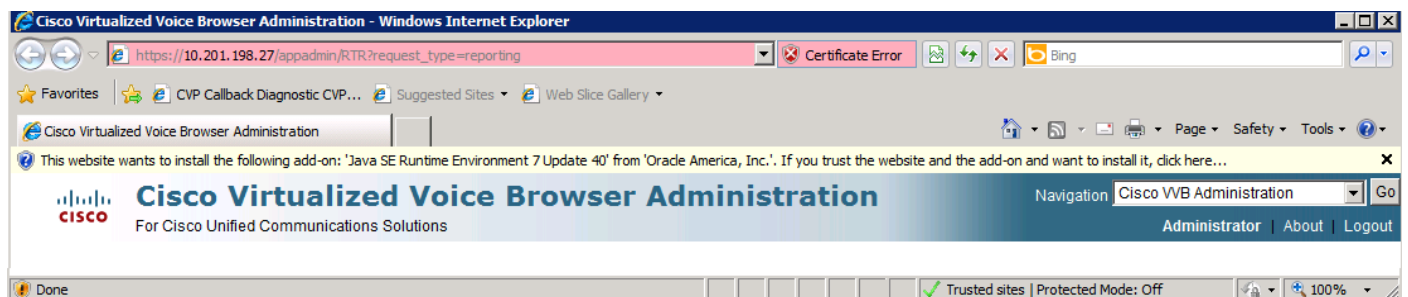 Cisco Virtualized Voice Browser Administration - Windows Internet Explorer
https://10.201.198.27/appadmin/RTR?request_type=reporting Certificate Error Bing
Favorites CVP Callback Diagnostic CVP... Suggested Sites Web Slice Gallery
Cisco Virtualized Voice Browser Administration Page Safety Tools
This website wants to install the following add-on: 'Java SE Runtime Environment 7 Update 40' from 'Oracle America, Inc.'. If you trust the website and the add-on and want to install it, click here...
CISCO Cisco Virtualized Voice Browser Administration Navigation Cisco VVB Administration Go
For Cisco Unified Communications Solutions Administrator | About | Logout
Done Trusted sites | Protected Mode: Off 100%